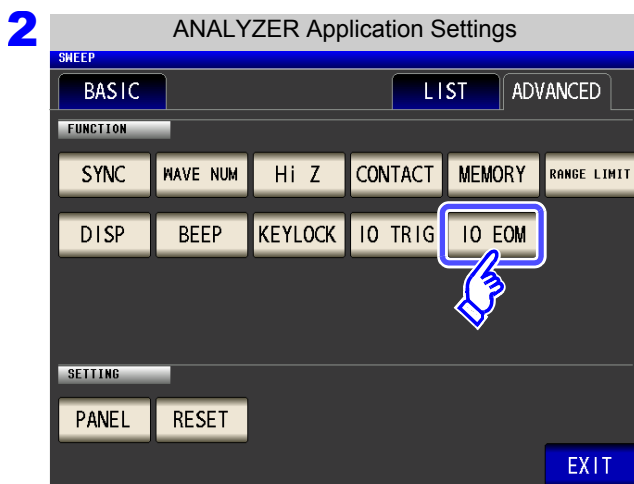 2
ANALYZER Application Settings
SWEEP
BASIC LIST ADVANCED
FUNCTION
SYNC WAVE NUM Hi Z CONTACT MEMORY RANGE LIMIT
DISP BEEP KEYLOCK IO TRIG IO EOM
SETTING
PANEL RESET
EXIT